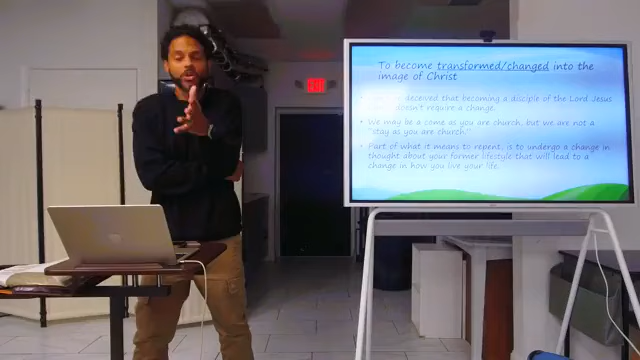 EXIT
To become transformed/changed into the
image of Christ
deceived that becoming a disciple of the Lord Jesus
doesn't require a change.
We may be a come as you are church, but we are not a
"stay as you are church."
Part of what it means to repent, is to undergo a change in
thought about your former lifestyle that will lead to a
change in how you live your life.